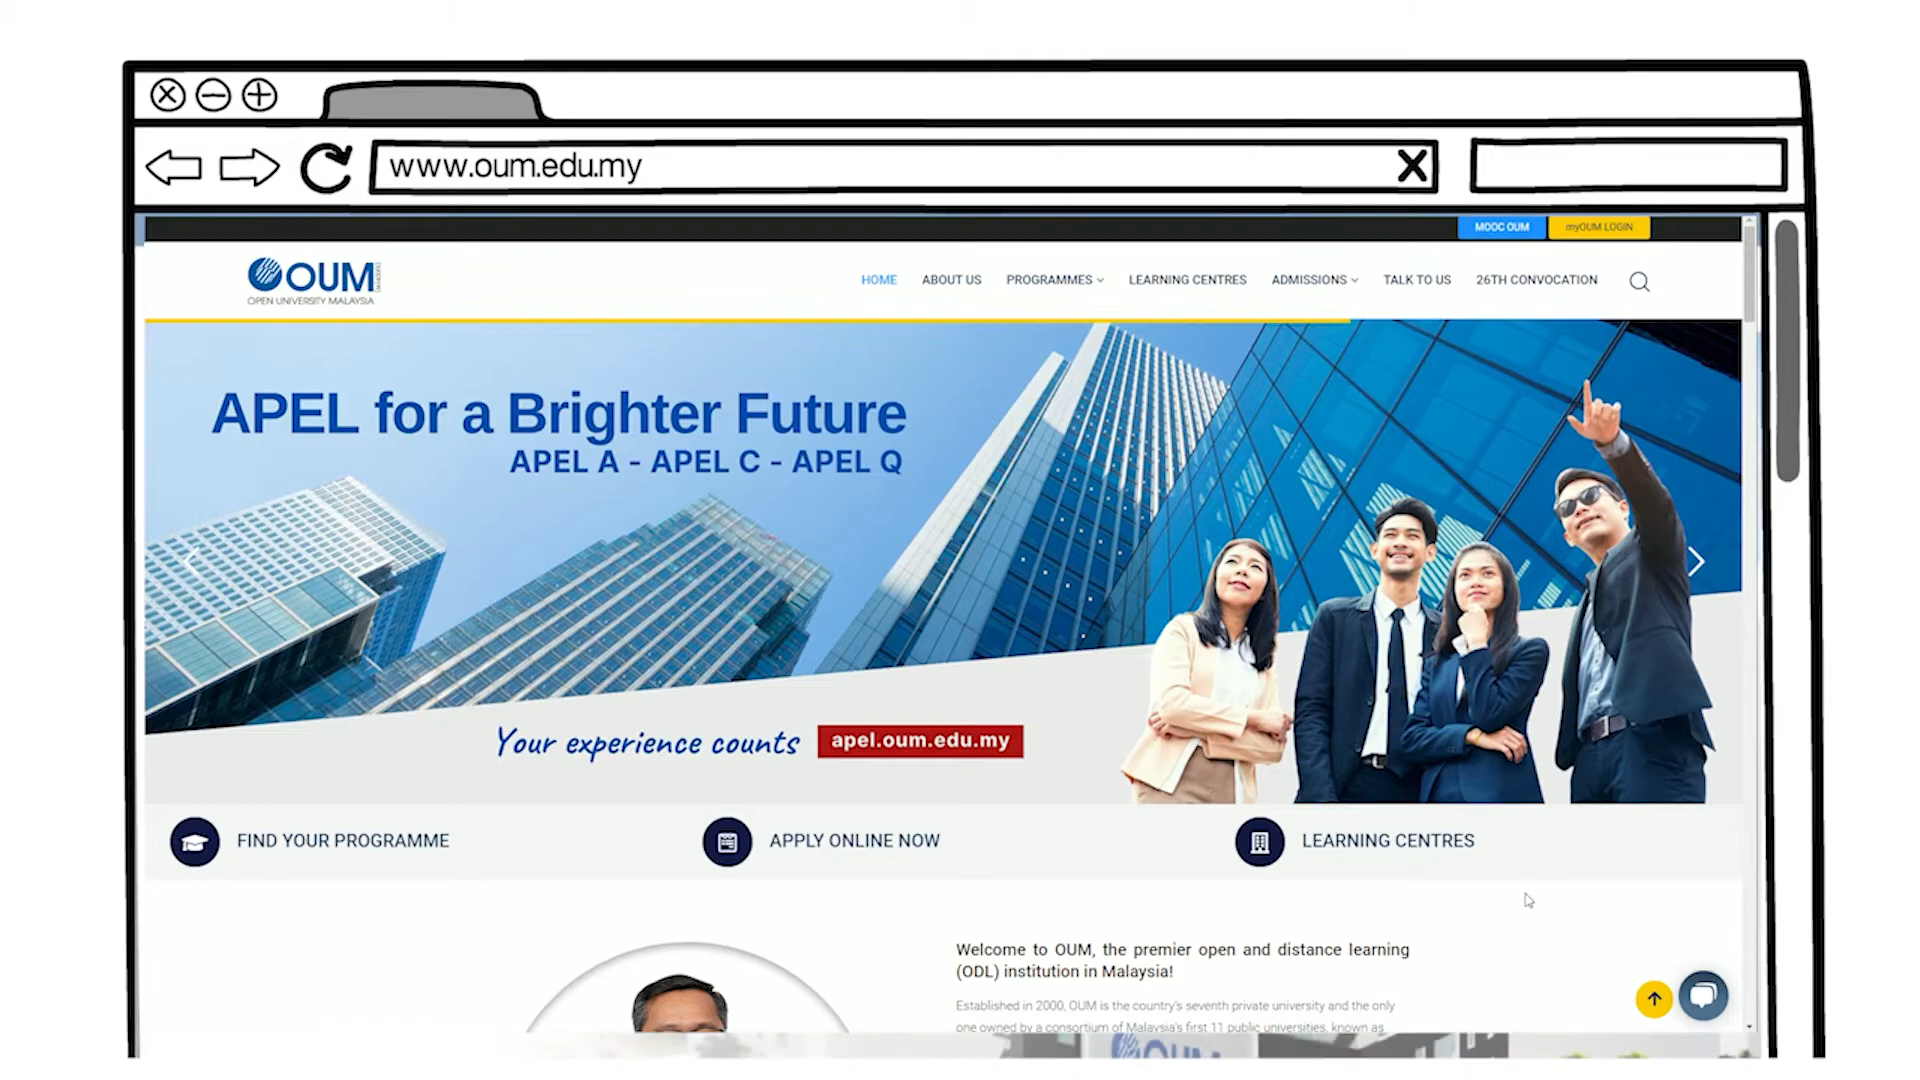 www.oum.edu.my
MOOC OUM
myOUM LOGIN
OUM
OPEN UNIVERSITY MALAYSIA
HOME
ABOUT US
PROGRAMMES
LEARNING CENTRES
ADMISSIONS
TALK TO US
26TH CONVOCATION
APEL for a Brighter Future
APEL A - APEL C - APEL Q
Your experience counts
apel.oum.edu.my
FIND YOUR PROGRAMME
APPLY ONLINE NOW
LEARNING CENTRES
Welcome to OUM, the premier open and distance learning
(ODL) institution in Malaysia!
Established in 2000, OUM is the country's seventh private university and the only
one owned by a consortium of Malaysia's first 11 public universities, known as
OUM